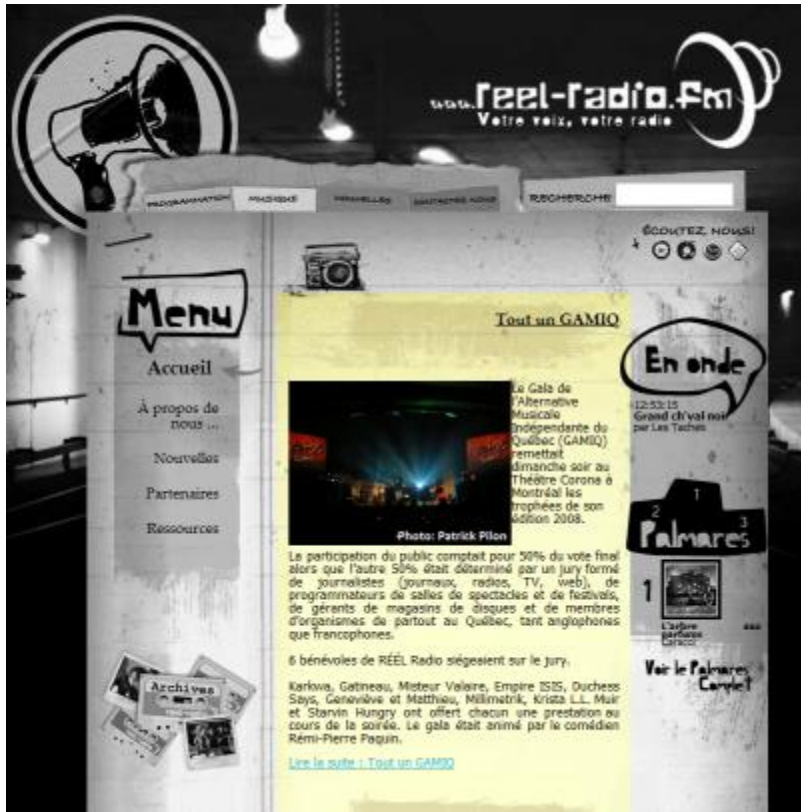 www.reel-radio.fm
Votre voix, votre radio
PROGRAMMATION
MUSIQUE
NOUVELLES
CONTACTEZ NOUS
RECHERCHE
ÉCOUTEZ, NOUS!
Menu
Accueil
À propos de
nous ...
Nouvelles
Partenaires
Ressources
Archives
Tout un GAMIQ
Le Gala de
l'Alternative
Musicale
Indépendante du
Québec (GAMIQ)
remettait
dimanche soir au
Théâtre Corona à
Montréal les
trophées de son
édition 2008.
Photo: Patrick Pilon
La participation du public comptait pour 50% du vote final
alors que l'autre 50% était déterminé par un jury formé
de journalistes (journaux, radios, TV, web), de
programmateurs de salles de spectacles et de festivals,
de gérants de magasins de disques et de membres
d'organismes de partout au Québec, tant anglophones
que francophones.
6 bénévoles de RÉÉL Radio siégeaient sur le jury.
Karkwa, Gatineau, Misteur Valaire, Empire ISIS, Duchess
Says, Geneviève et Matthieu, Millimetrik, Krista L.L. Muir
et Starvin Hungry ont offert chacun une prestation au
cours de la soirée. Le gala était animé par le comédien
Rémi-Pierre Paquin.
Lire la suite : Tout un GAMIQ
En onde
12:53:15
Grand ch'val noir
par Les Taches
1
2
3
Palmares
1
L'arbre
Caracol
Voir le Palmares
Complet